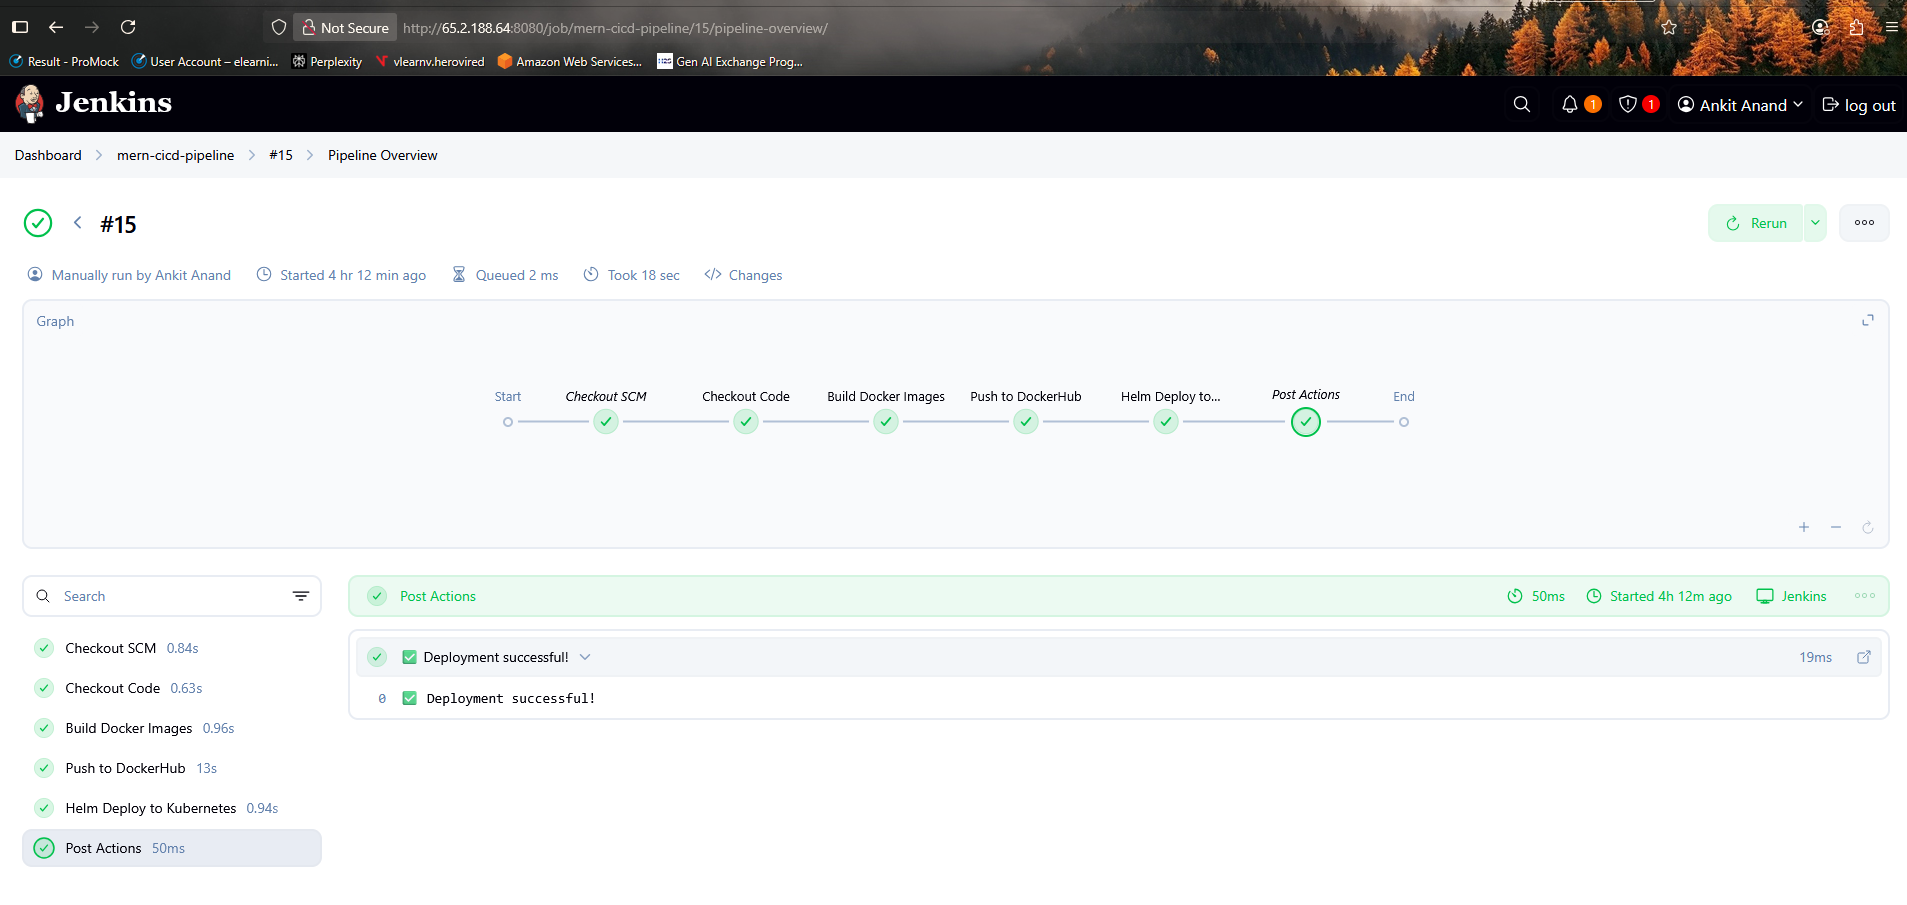 Not Secure http://65.2.188.64:8080/job/mern-cicd-pipeline/15/pipeline-overview/
Result - ProMock User Account – elearni... Perplexity vlearnv.herovired Amazon Web Services... Gen AI Exchange Prog...
Jenkins 1 1 Ankit Anand log out
Dashboard mern-cicd-pipeline #15 Pipeline Overview
#15 Rerun
Manually run by Ankit Anand Started 4 hr 12 min ago Queued 2 ms Took 18 sec Changes
Graph
Start Checkout SCM Checkout Code Build Docker Images Push to DockerHub Helm Deploy to... Post Actions End
Search
Checkout SCM 0.84s
Checkout Code 0.63s
Build Docker Images 0.96s
Push to DockerHub 13s
Helm Deploy to Kubernetes 0.94s
Post Actions 50ms
Post Actions 50ms Started 4h 12m ago Jenkins
✅ Deployment successful! 19ms
0 ✅ Deployment successful!